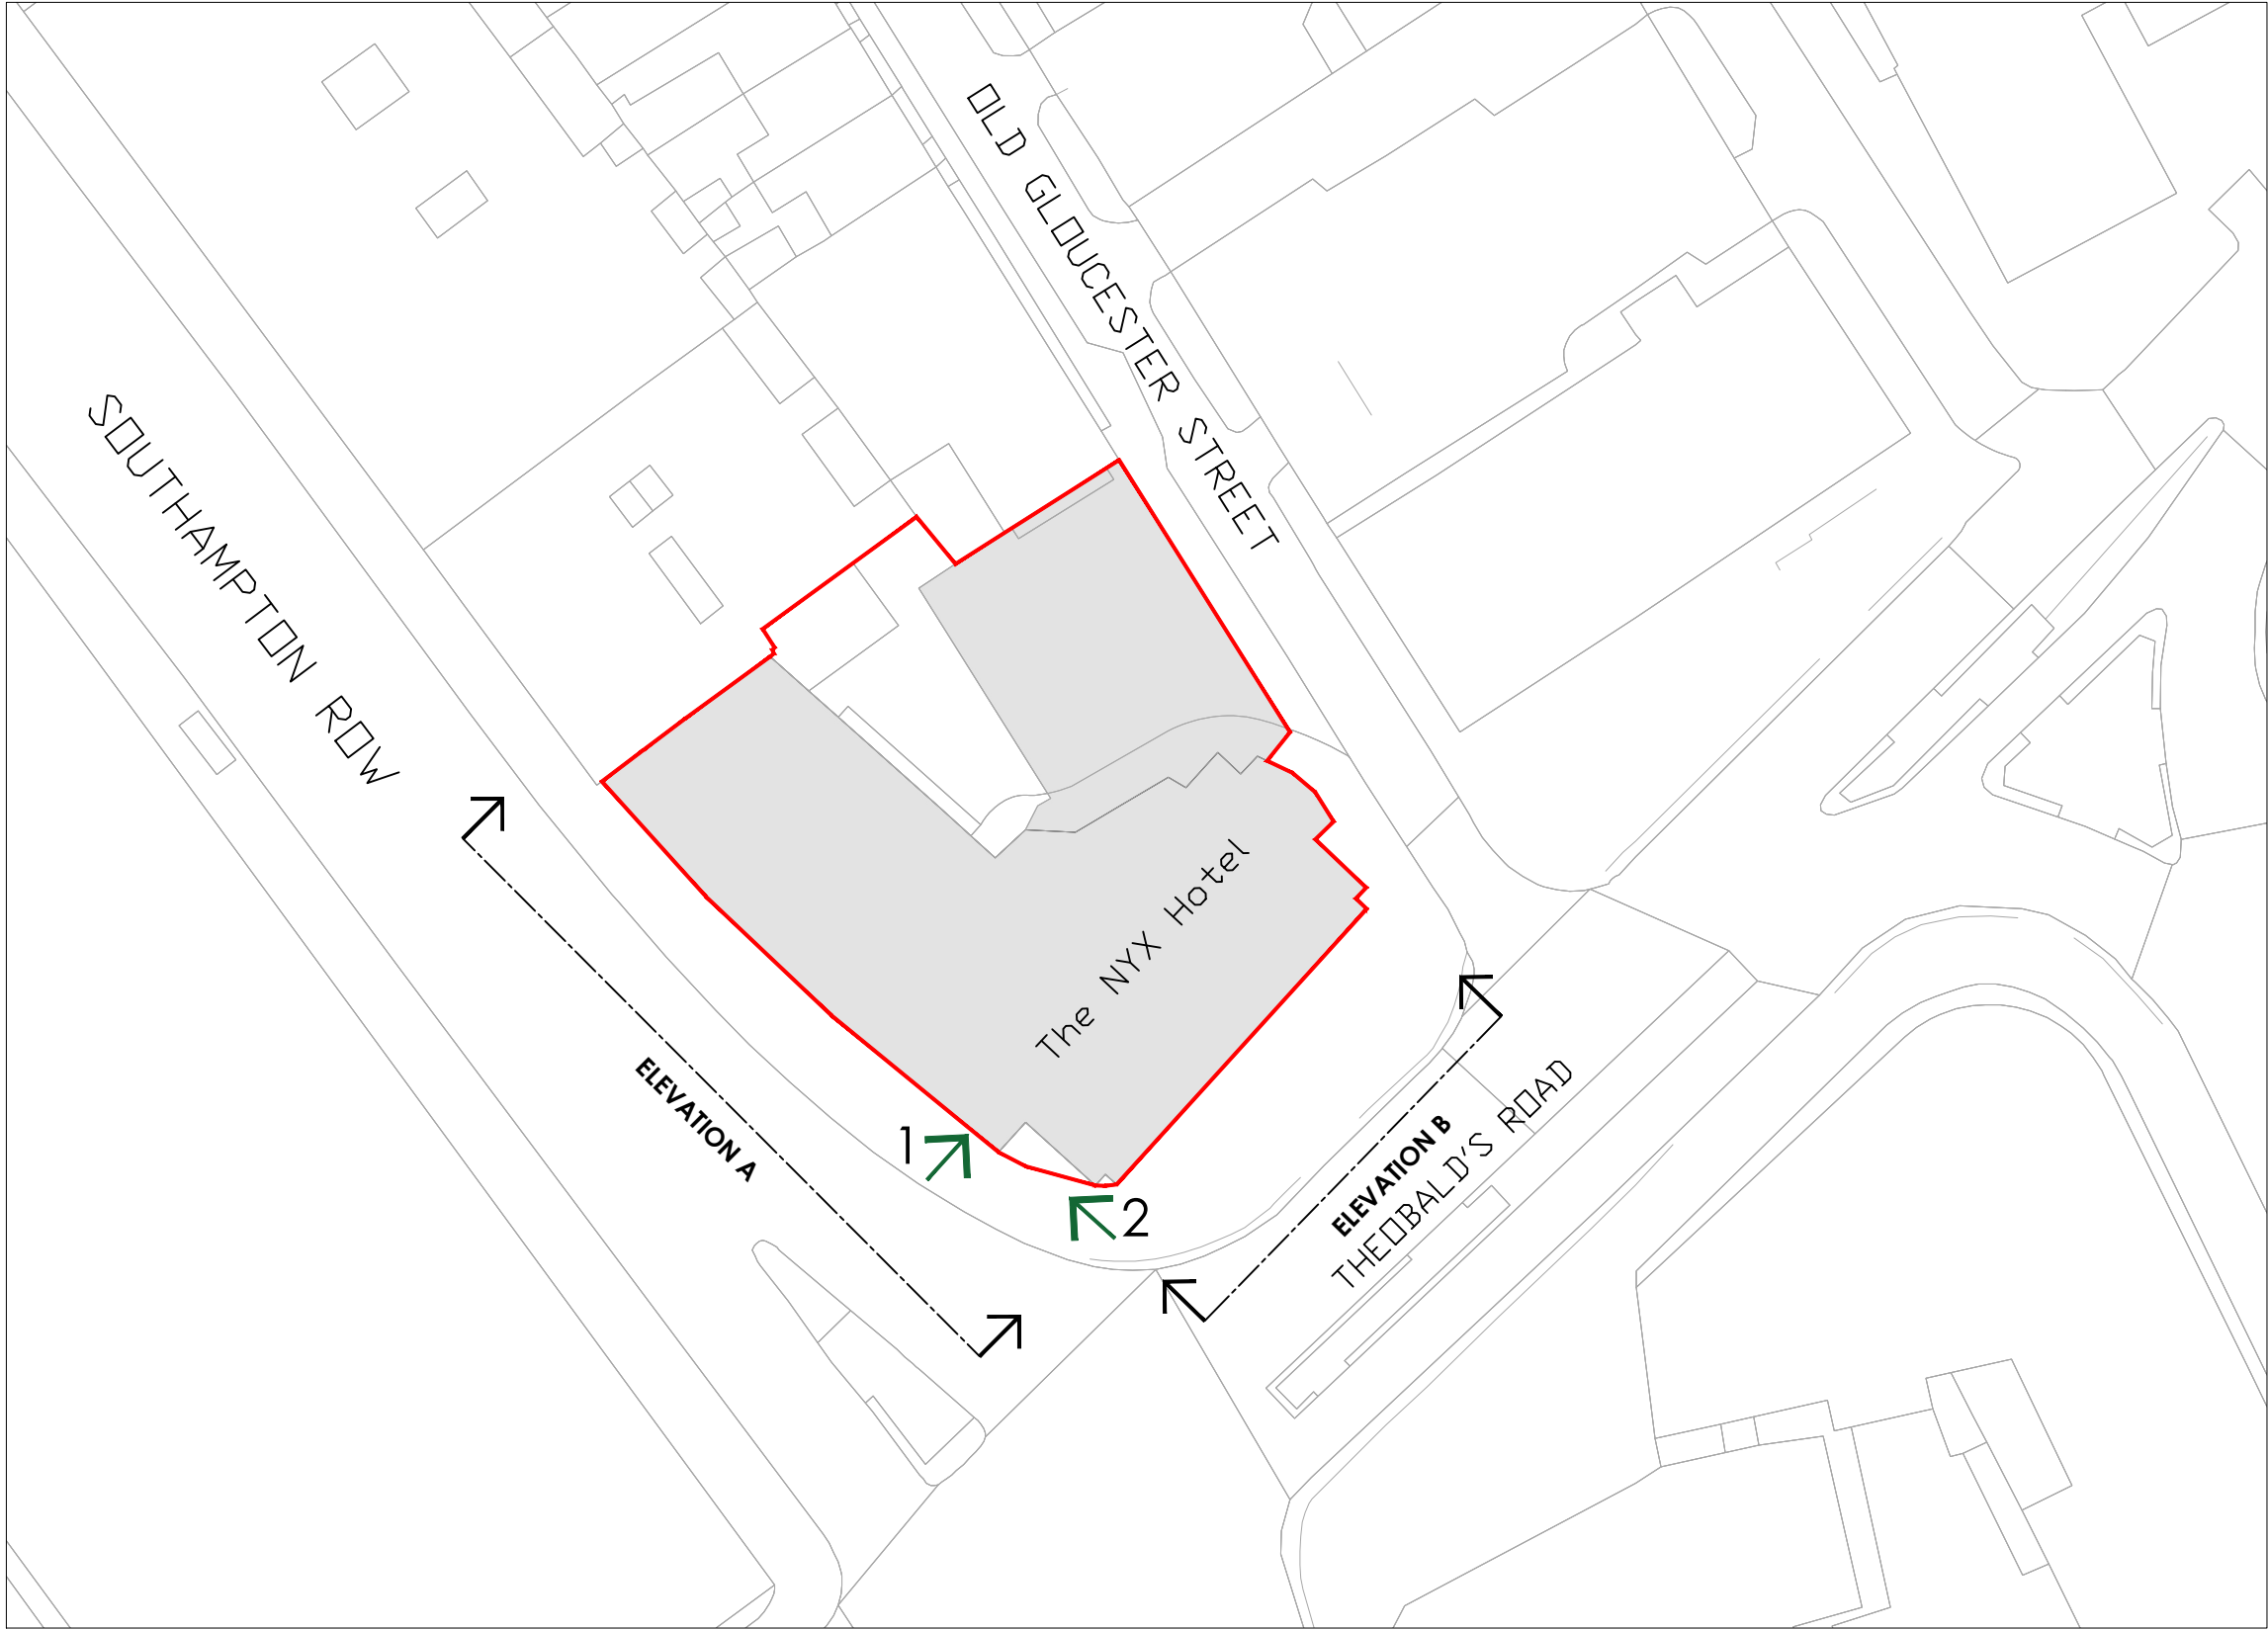 OLD GLOUCESTER STREET
SOUTHAMPTON ROW
The NYX Hotel
ELEVATION A
1
2
ELEVATION B
THEOBALD'S ROAD